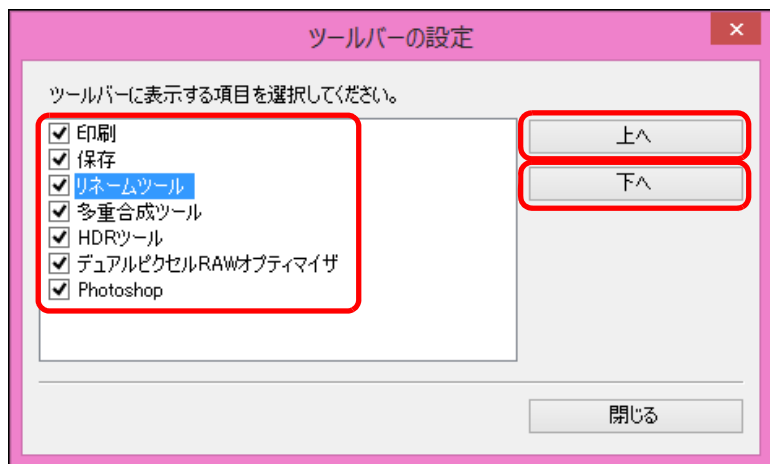 ツールバーの設定
ツールバーに表示する項目を選択してください。
印刷
保存
リネームツール
多重合成ツール
HDRツール
デュアルピクセルRAWオプティマイザ
Photoshop
上へ
下へ
閉じる